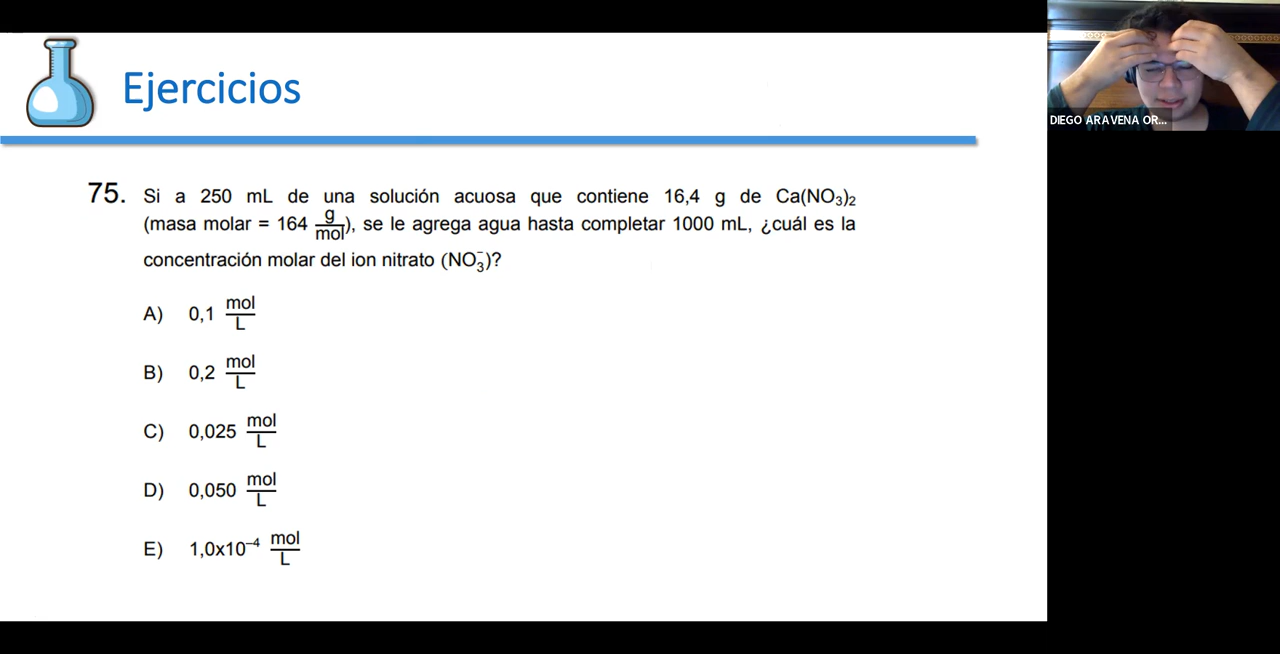 Ejercicios
DIEGO ARAVENA OR...
75. Si a 250 mL de una solución acuosa que contiene 16,4 g de Ca(NO₃)₂
(masa molar = 164 g/mol), se le agrega agua hasta completar 1000 mL, ¿cuál es la
concentración molar del ion nitrato (NO₃⁻)?
A) 0,1 mol/L
B) 0,2 mol/L
C) 0,025 mol/L
D) 0,050 mol/L
E) 1,0x10⁻⁴ mol/L